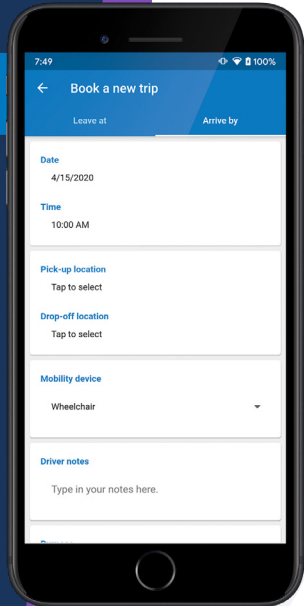 7:49
100%
Book a new trip
Leave at
Arrive by
Date
4/15/2020
Time
10:00 AM
Pick-up location
Tap to select
Drop-off location
Tap to select
Mobility device
Wheelchair
Driver notes
Type in your notes here.